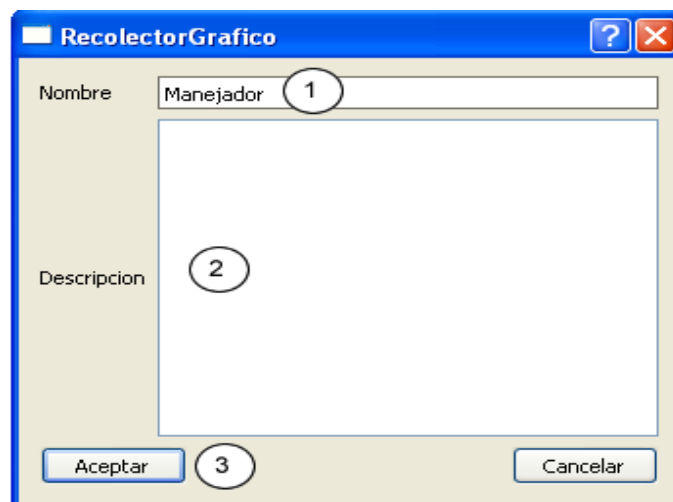 RecolectorGrafico ?
Nombre Manejador 1
Descripcion 2
Aceptar 3 Cancelar